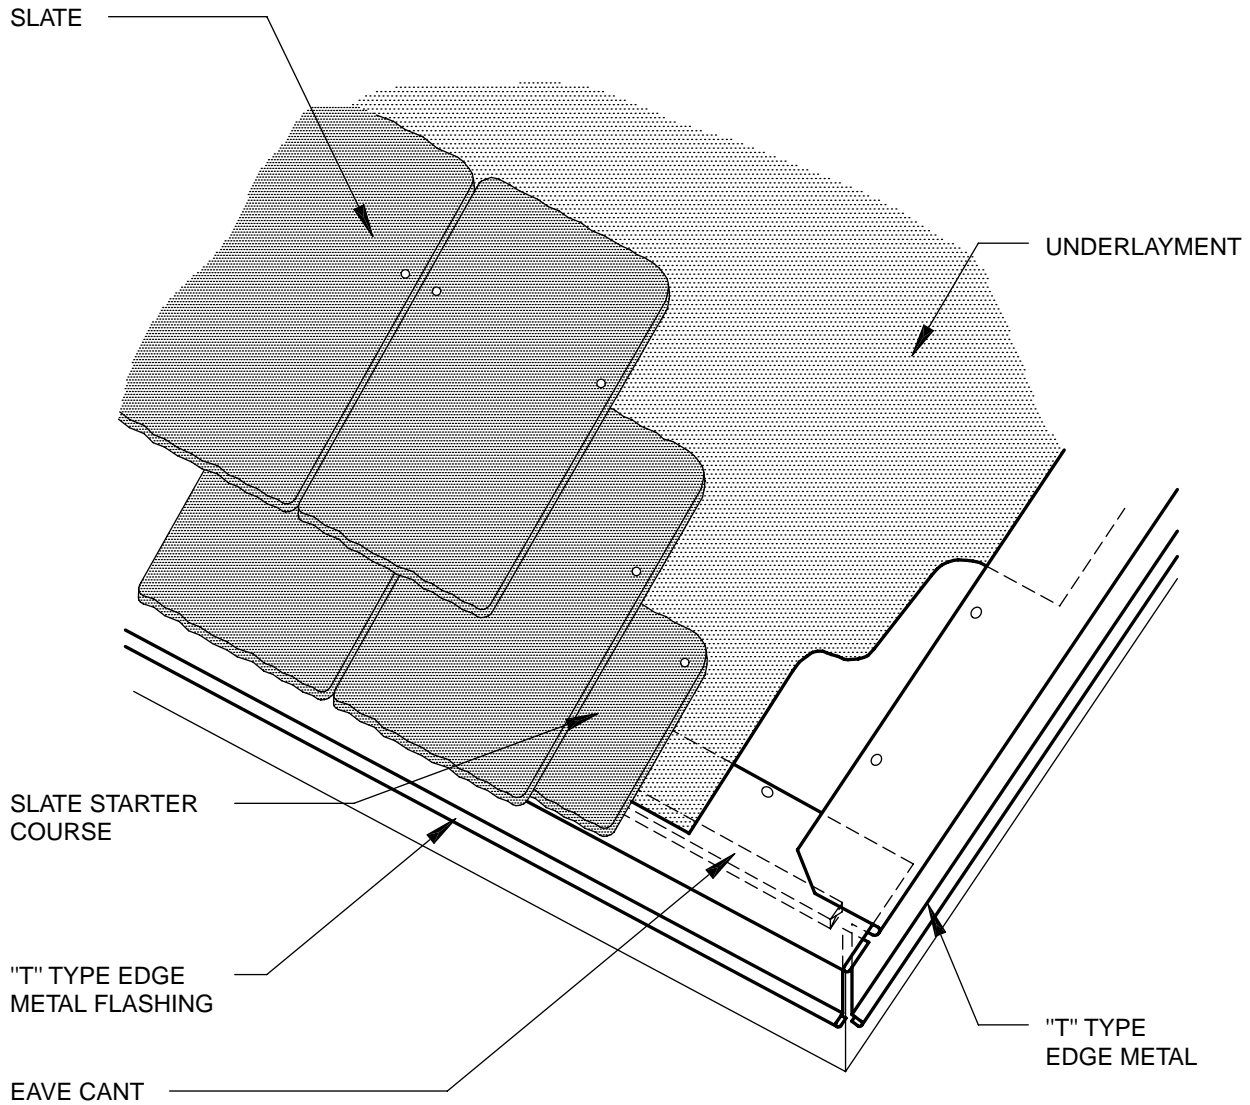 SLATE
UNDERLAYMENT
SLATE STARTER
COURSE
"T" TYPE EDGE
METAL FLASHING
"T" TYPE
EDGE METAL
EAVE CANT